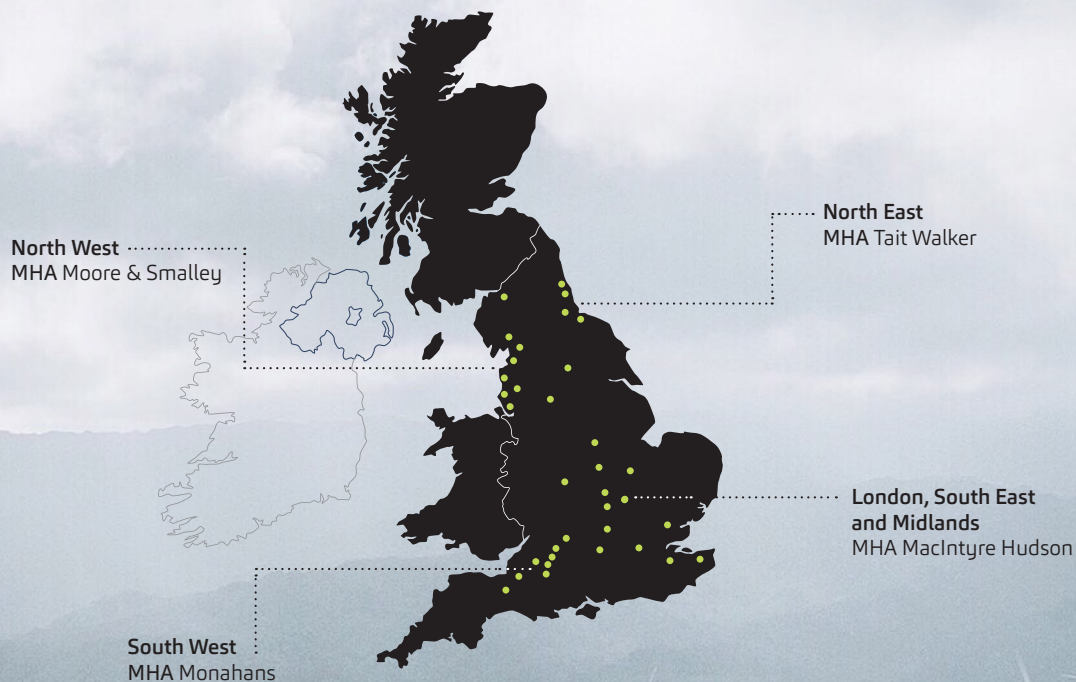 North West
MHA Moore & Smalley
North East
MHA Tait Walker
London, South East
and Midlands
MHA MacIntyre Hudson
South West
MHA Monahans